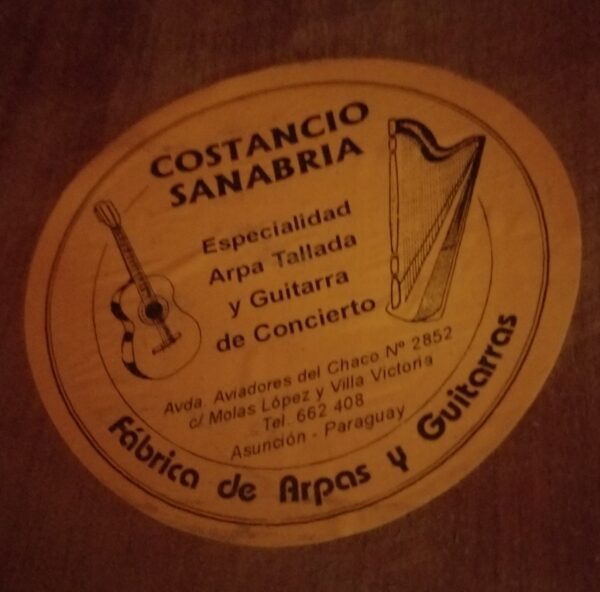 COSTANCIO
SANABRIA
Especialidad
Arpa Tallada
y Guitarra
de Concierto
Avda. Aviadores del Chaco Nº 2852
c/ Molas López y Villa Victoria
Tel. 662 408
Asunción - Paraguay
Fábrica de Arpas y Guitarras